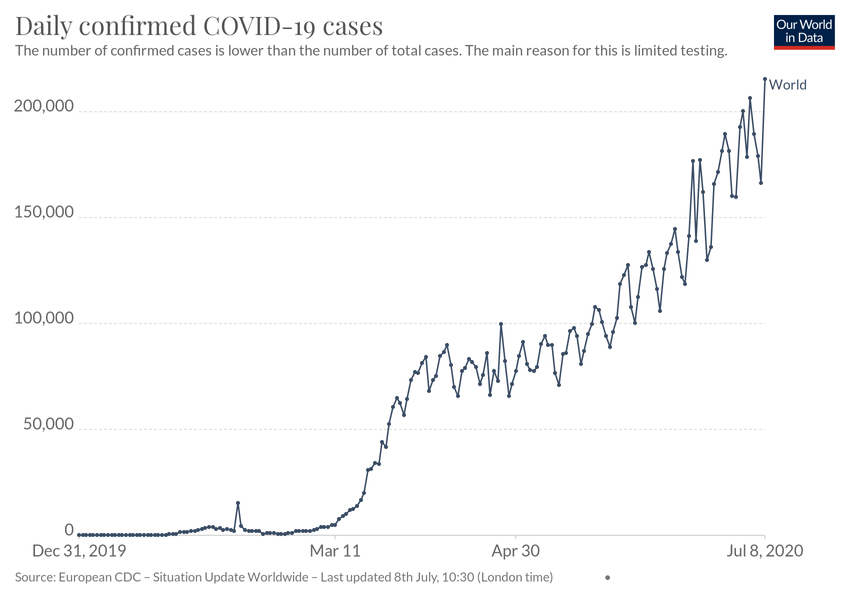 Daily confirmed COVID-19 cases
Our World
in Data
The number of confirmed cases is lower than the number of total cases. The main reason for this is limited testing.
World
200,000
150,000
100,000
50,000
0
Dec 31, 2019
Mar 11
Apr 30
Jul 8, 2020
Source: European CDC – Situation Update Worldwide – Last updated 8th July, 10:30 (London time)